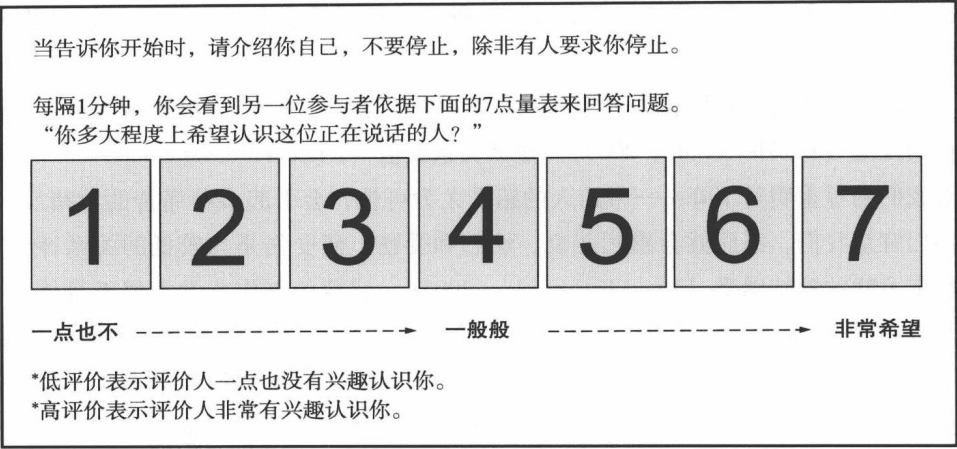 当告诉你开始时，请介绍你自己，不要停止，除非有人要求你停止。
每隔1分钟，你会看到另一位参与者依据下面的7点量表来回答问题。
“你多大程度上希望认识这位正在说话的人？”
1 2 3 4 5 6 7
一点也不 一般般 非常希望
*低评价表示评价人一点也没有兴趣认识你。
*高评价表示评价人非常有兴趣认识你。